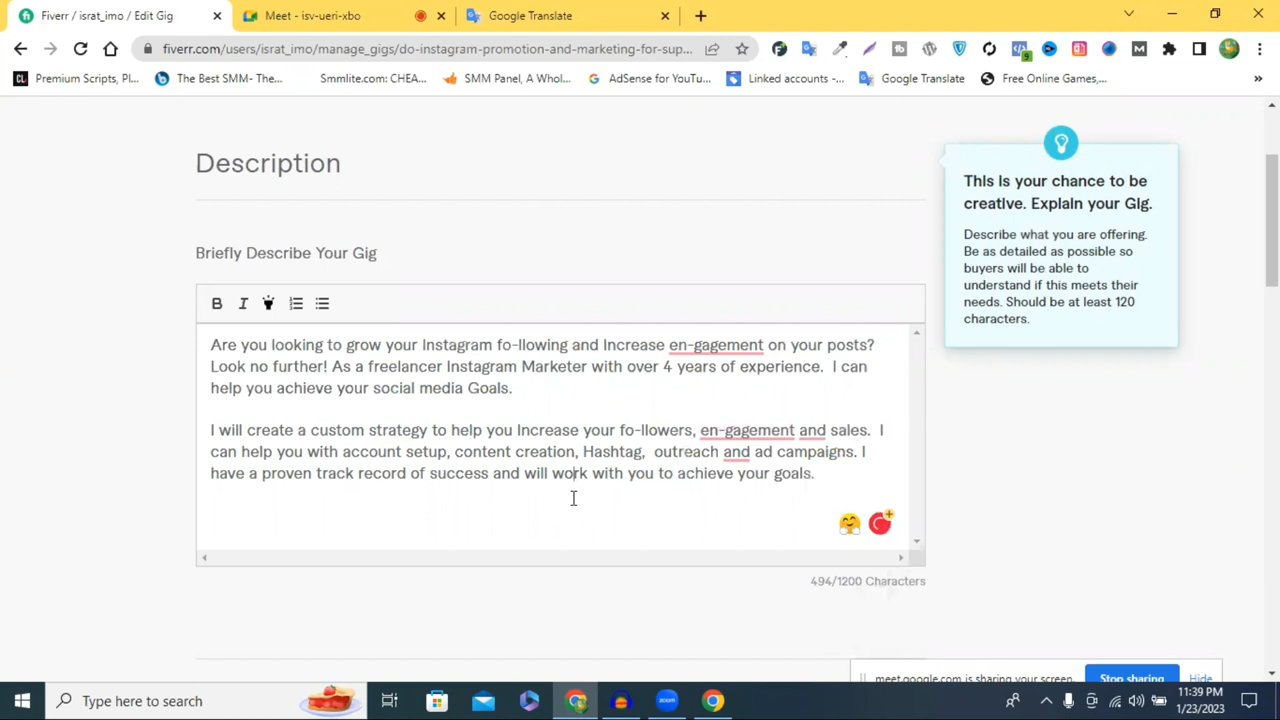 Fiverr / israt_imo / Edit Gig
Meet - isv-ueri-xbo
Google Translate
fiverr.com/users/israt_imo/manage_gigs/do-instagram-promotion-and-marketing-for-sup...
9
CL Premium Scripts, Pl...
The Best SMM- The...
Smmlite.com: CHEA...
SMM Panel, A Whol...
AdSense for YouTu...
Linked accounts -...
Google Translate
Free Online Games,...
Description
Briefly Describe Your Gig
B I
Are you looking to grow your Instagram fo-llowing and Increase en-gagement on your posts?
Look no further! As a freelancer Instagram Marketer with over 4 years of experience.  I can
help you achieve your social media Goals.
I will create a custom strategy to help you Increase your fo-llowers, en-gagement and sales.  I
can help you with account setup, content creation, Hashtag,  outreach and ad campaigns. I
have a proven track record of success and will work with you to achieve your goals.
494/1200 Characters
This is your chance to be
creative. Explain your Gig.
Describe what you are offering.
Be as detailed as possible so
buyers will be able to
understand if this meets their
needs. Should be at least 120
characters.
meet.google.com is sharing your screen.
Stop sharing
Hide
Type here to search
zoom
11:39 PM
1/23/2023